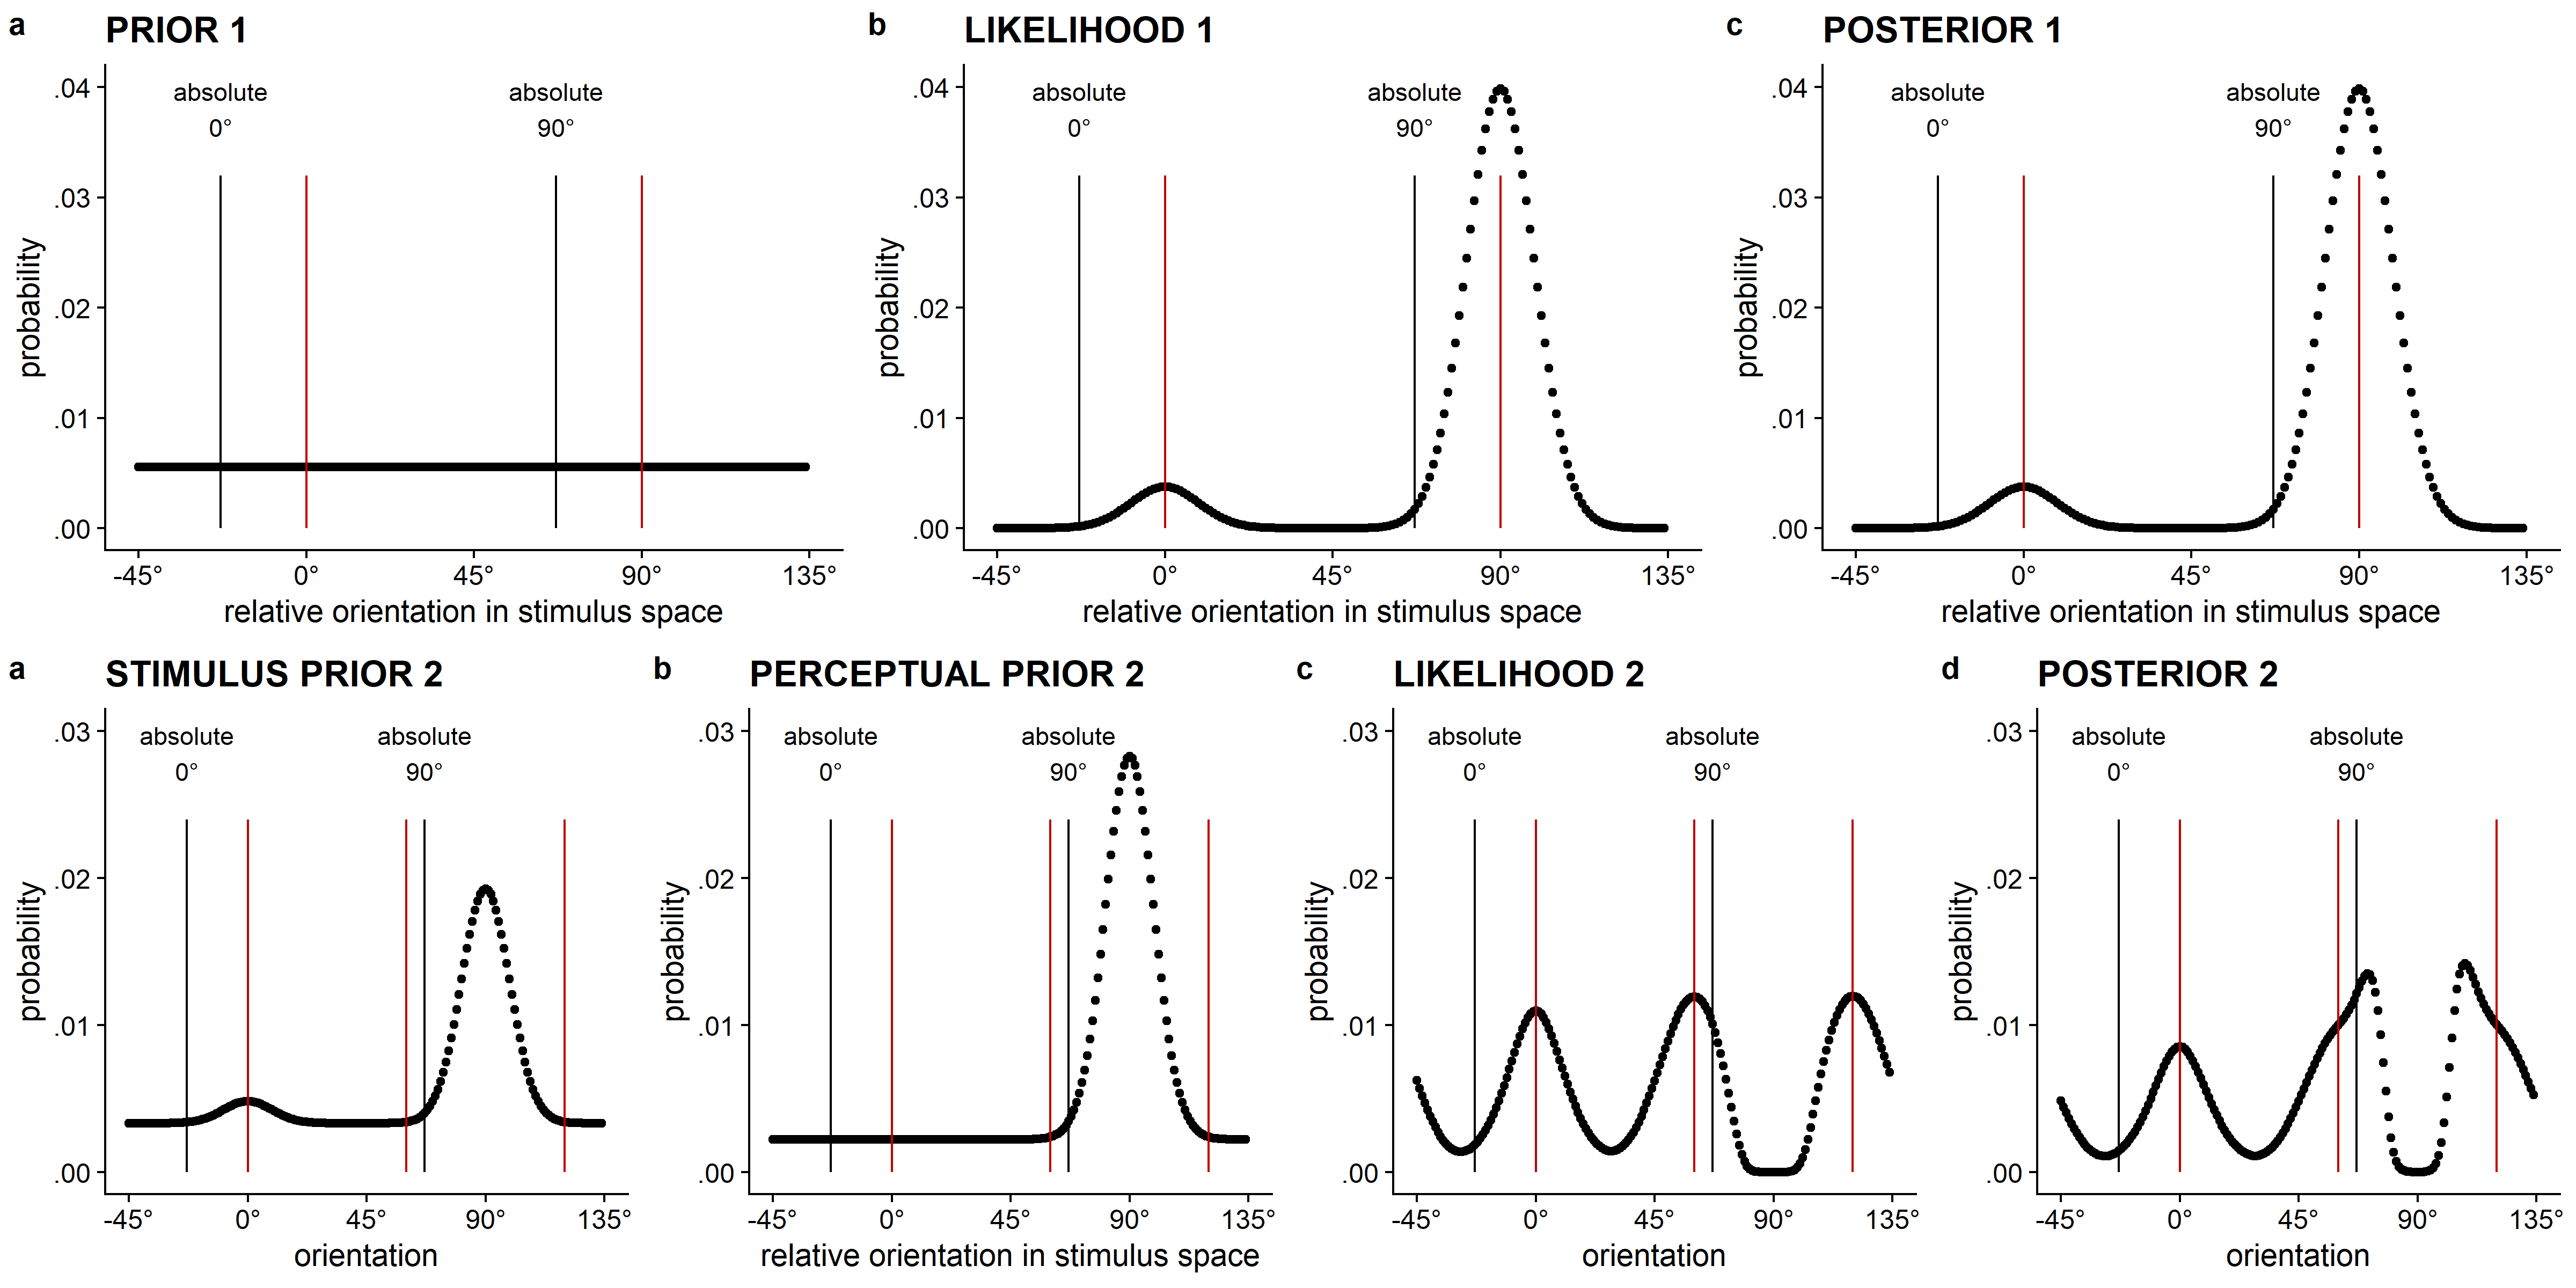 a PRIOR 1
.04
.03
.02
.01
.00
probability
absolute
0°
absolute
90°
-45° 0° 45° 90° 135°
relative orientation in stimulus space
b LIKELIHOOD 1
.04
.03
.02
.01
.00
probability
absolute
0°
absolute
90°
-45° 0° 45° 90° 135°
relative orientation in stimulus space
c POSTERIOR 1
.04
.03
.02
.01
.00
probability
absolute
0°
absolute
90°
-45° 0° 45° 90° 135°
relative orientation in stimulus space
a STIMULUS PRIOR 2
.03
.02
.01
.00
probability
absolute
0°
absolute
90°
-45° 0° 45° 90° 135°
orientation
b PERCEPTUAL PRIOR 2
.03
.02
.01
.00
probability
absolute
0°
absolute
90°
-45° 0° 45° 90° 135°
relative orientation in stimulus space
c LIKELIHOOD 2
.03
.02
.01
.00
probability
absolute
0°
absolute
90°
-45° 0° 45° 90° 135°
orientation
d POSTERIOR 2
.03
.02
.01
.00
probability
absolute
0°
absolute
90°
-45° 0° 45° 90° 135°
orientation